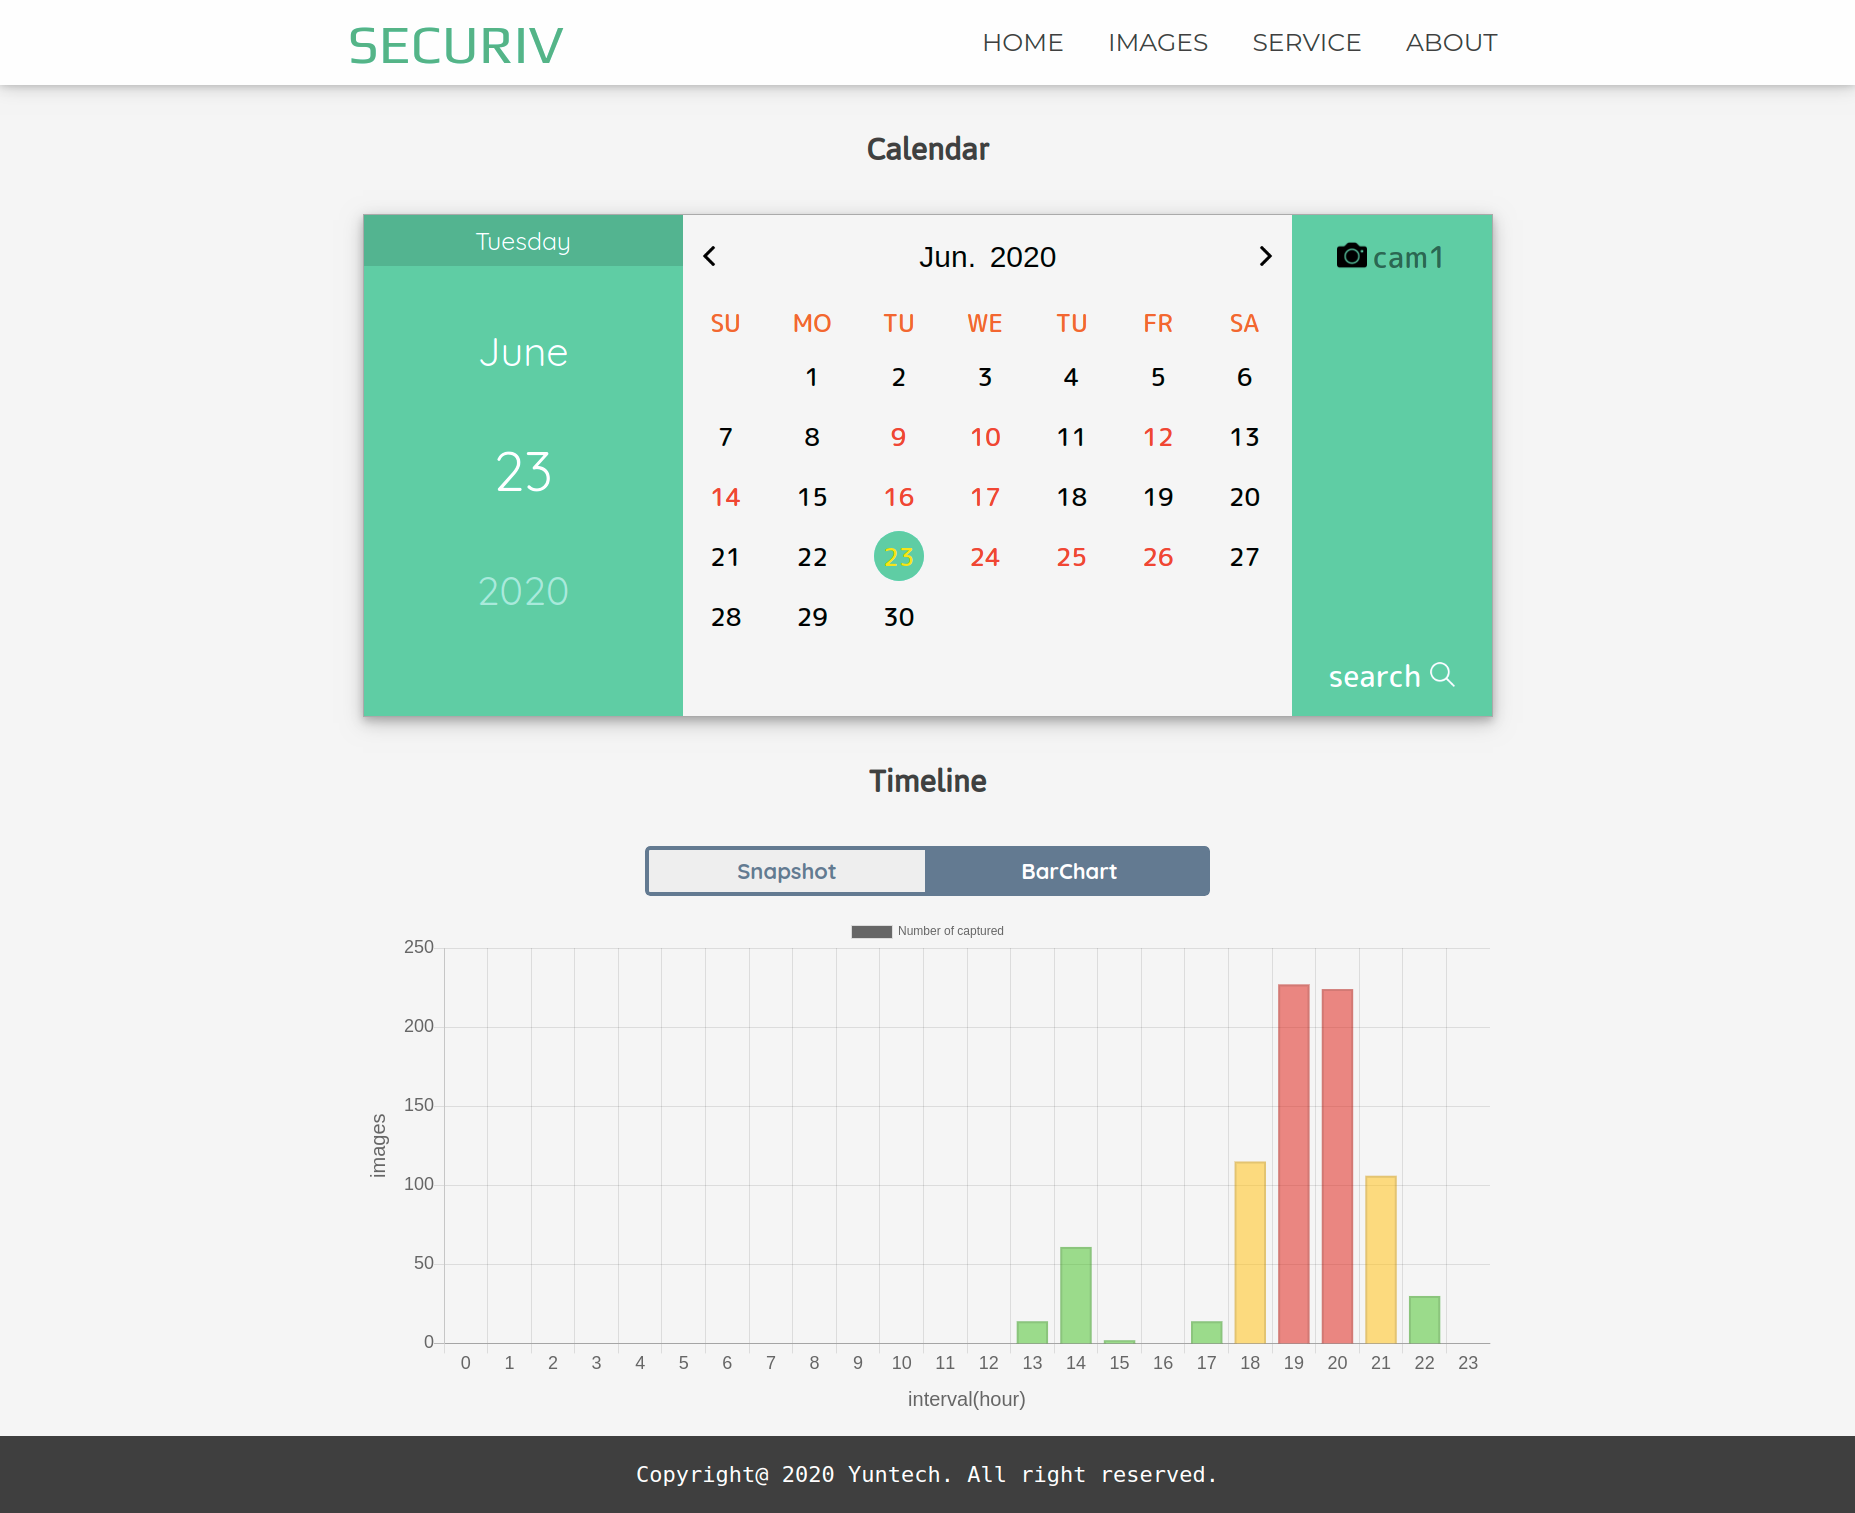 SECURIV
HOME IMAGES SERVICE ABOUT
Calendar
Tuesday
June
23
2020
Jun. 2020
SU MO TU WE TU FR SA
1 2 3 4 5 6
7 8 9 10 11 12 13
14 15 16 17 18 19 20
21 22 23 24 25 26 27
28 29 30
cam1
search
Timeline
Snapshot BarChart
Number of captured
250
200
150
100
50
0
images
0 1 2 3 4 5 6 7 8 9 10 11 12 13 14 15 16 17 18 19 20 21 22 23
interval(hour)
Copyright@ 2020 Yuntech. All right reserved.